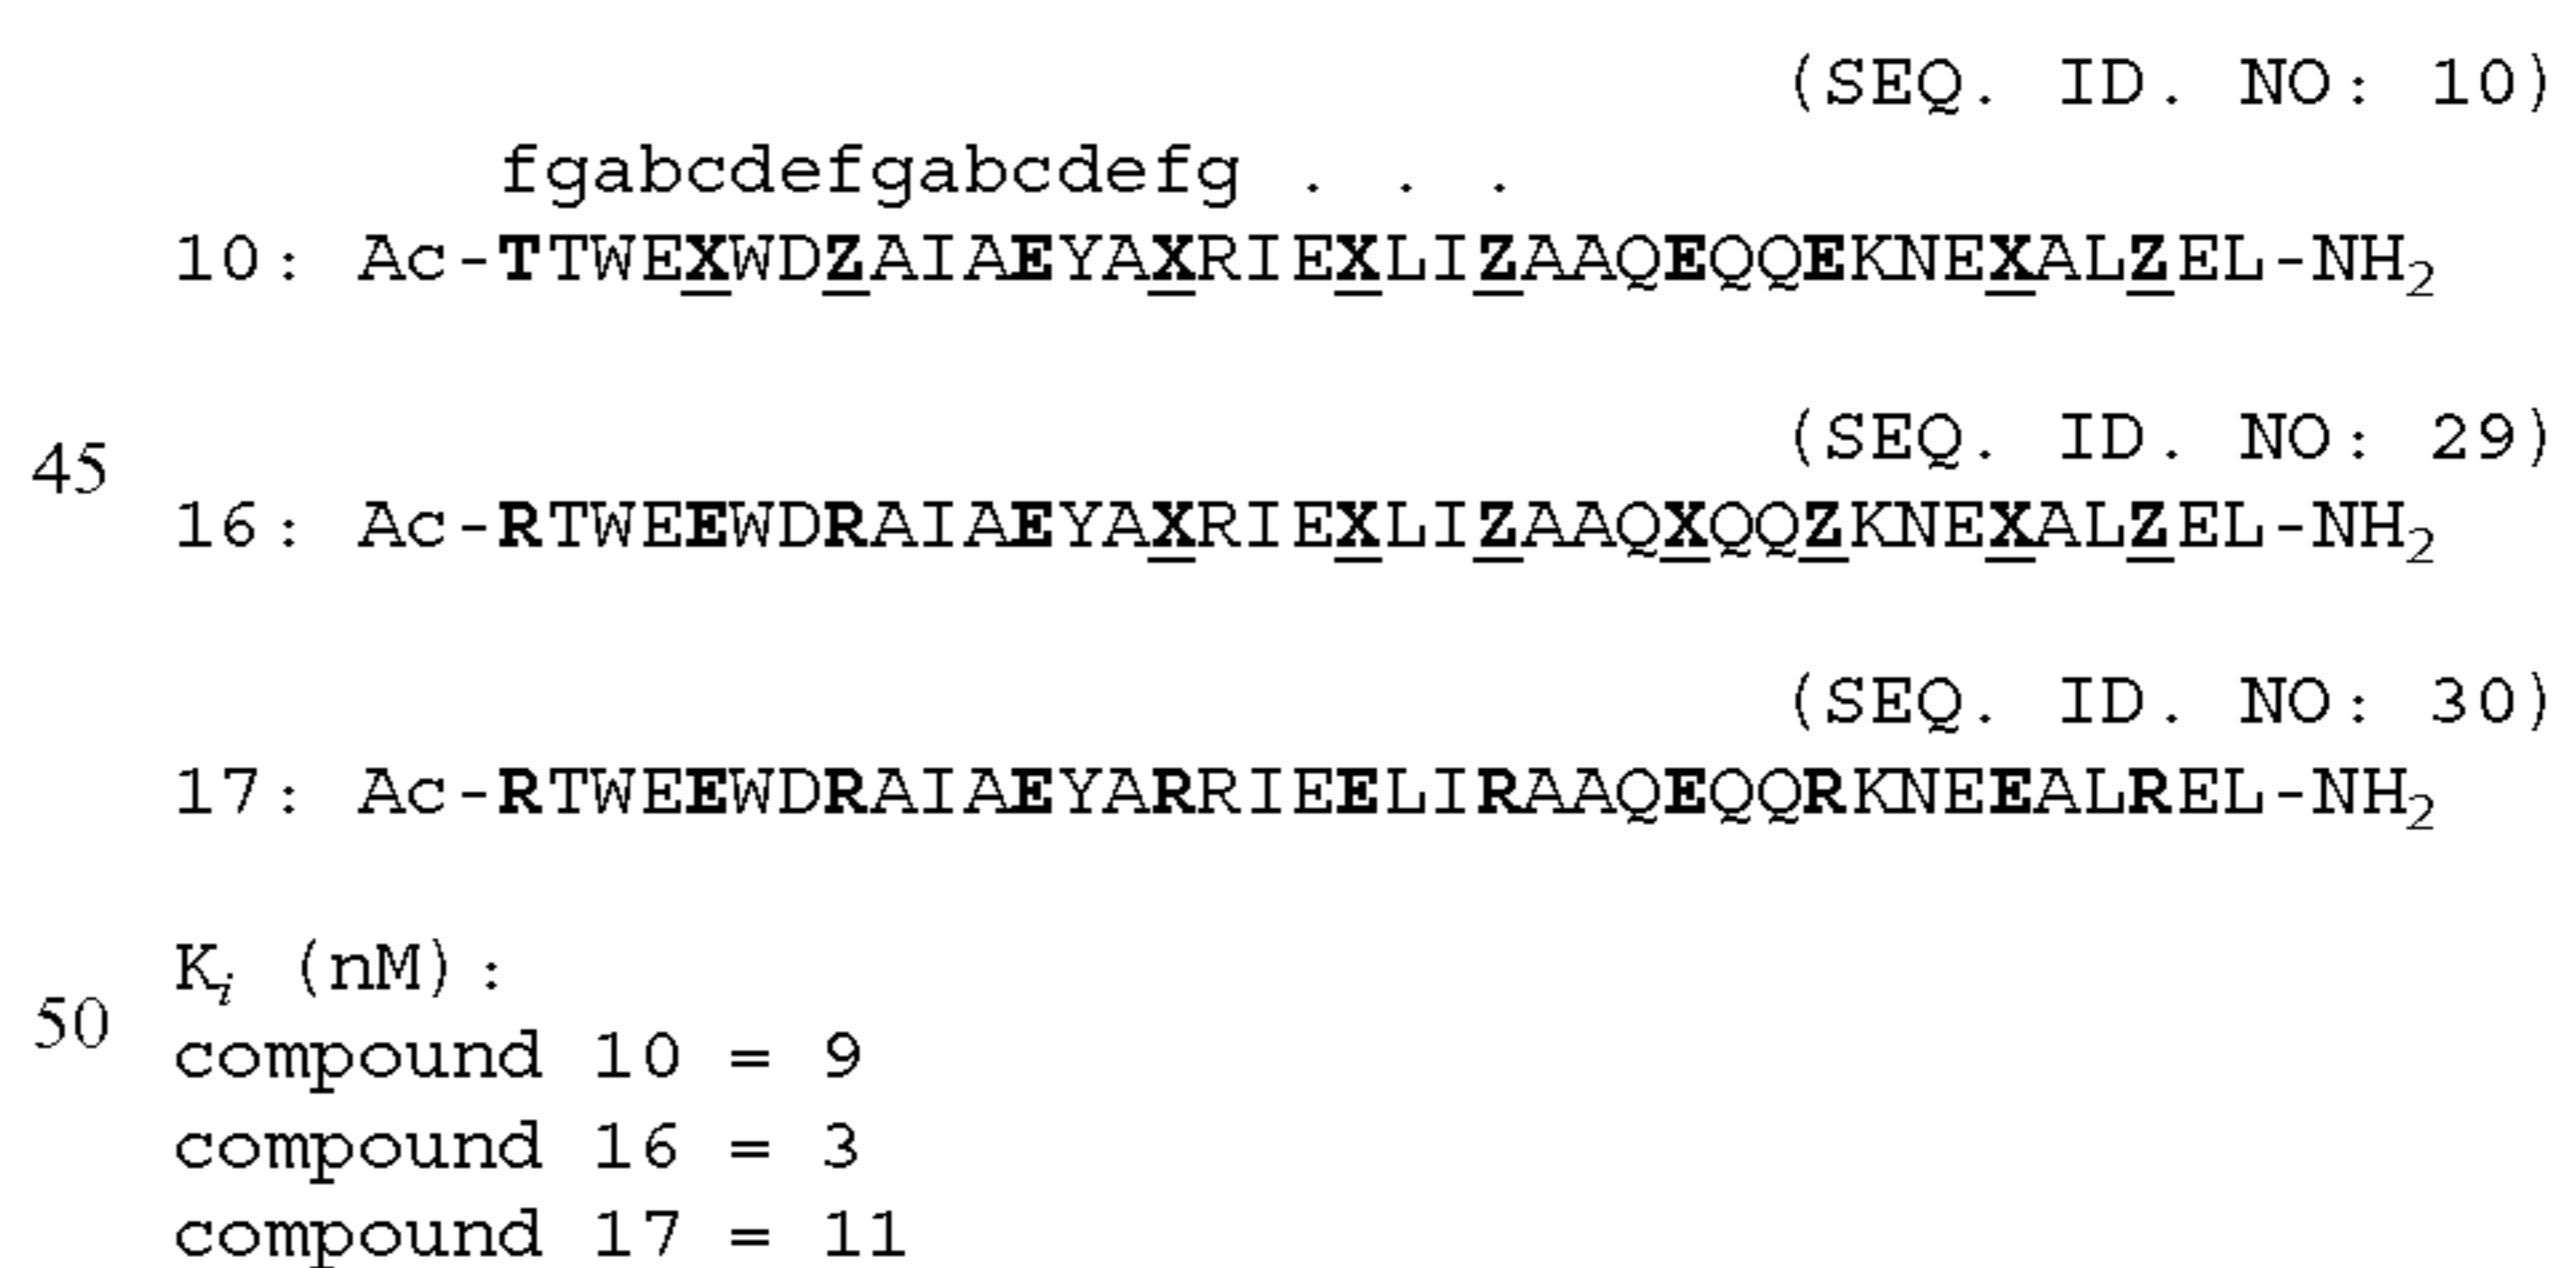 (SEQ. ID. NO: 10)
fgabcdefgabcdefg . . .
10: Ac-TTWEXWDZAIAEYAXRIEXLIZAAQEQQEKNEXALZEL-NH2
(SEQ. ID. NO: 29)
45
16: Ac-RTWEEWDRAIAEYAXRIEXLIZAAQXQQZKNEXALZEL-NH2
(SEQ. ID. NO: 30)
17: Ac-RTWEEWDRAIAEYARRIEELIRAAQEQQRKNEEALREL-NH2
Ki (nM):
50
compound 10 = 9
compound 16 = 3
compound 17 = 11